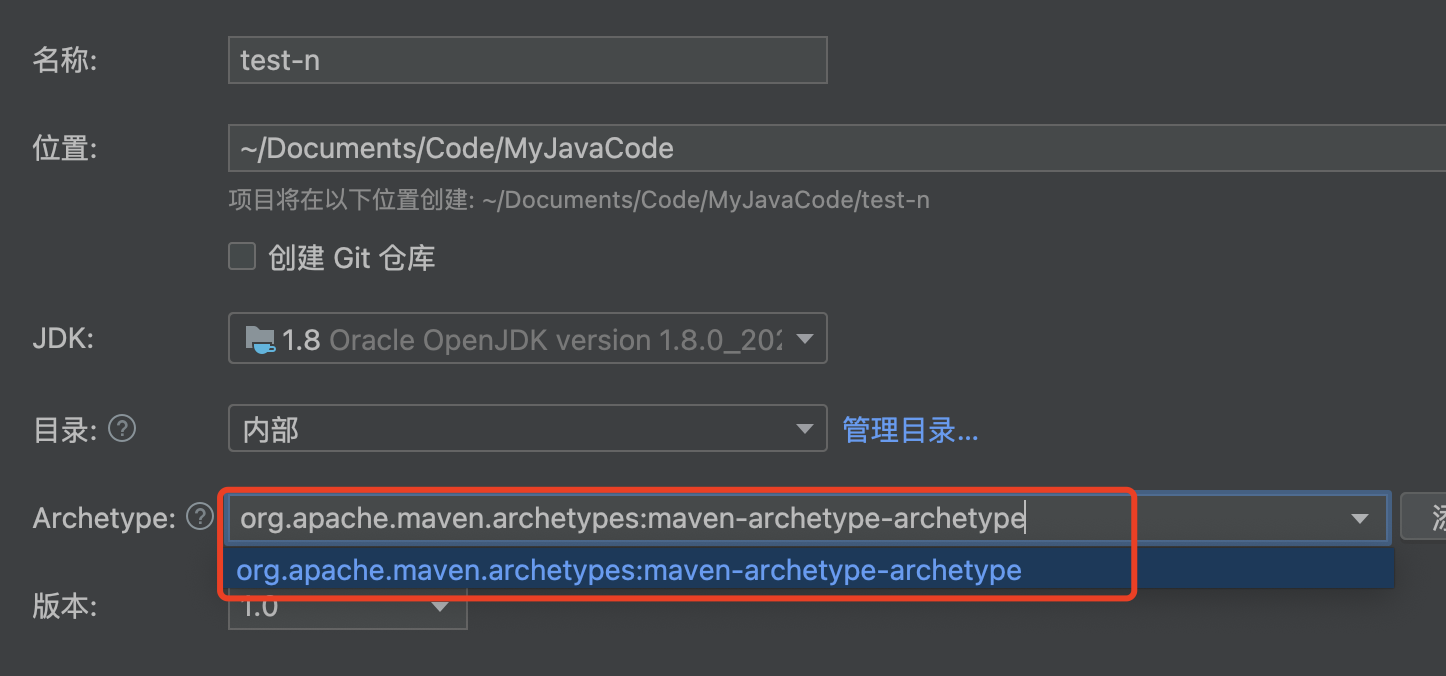 名称: test-n
位置: ~/Documents/Code/MyJavaCode
项目将在以下位置创建: ~/Documents/Code/MyJavaCode/test-n
创建 Git 仓库
JDK: 1.8 Oracle OpenJDK version 1.8.0_202
目录: ? 内部 管理目录...
Archetype: ? org.apache.maven.archetypes:maven-archetype-archetype
org.apache.maven.archetypes:maven-archetype-archetype
版本: 1.0